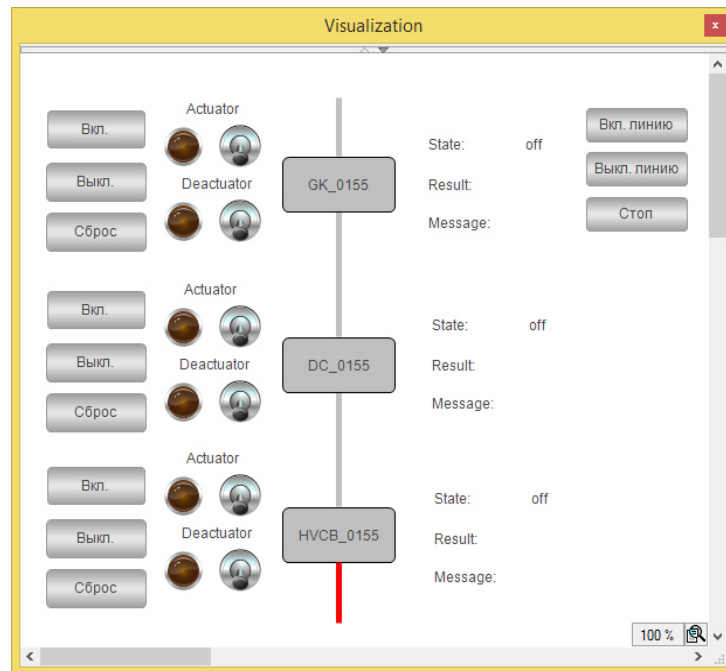 Visualization
Actuator
Вкл.
Deactuator
Выкл.
Сброс
GK_0155
State: off
Result:
Message:
Вкл. линию
Выкл. линию
Стоп
Actuator
Вкл.
Deactuator
Выкл.
Сброс
DC_0155
State: off
Result:
Message:
Actuator
Вкл.
Deactuator
Выкл.
Сброс
HVCB_0155
State: off
Result:
Message:
100 %